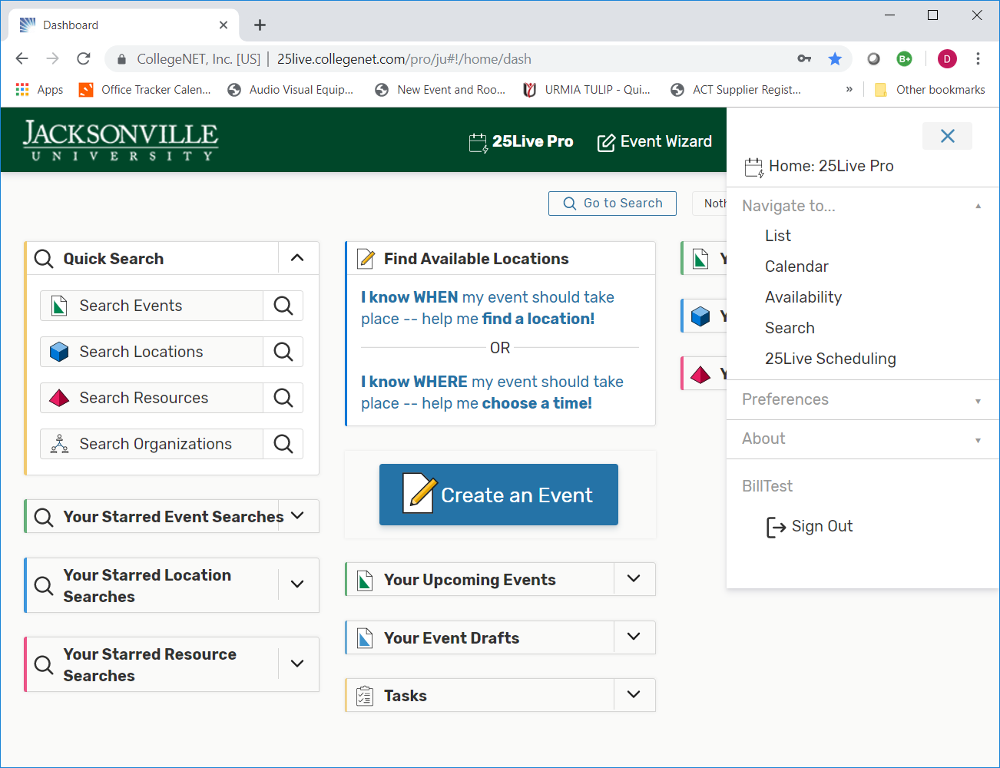 Dashboard
CollegeNET, Inc. [US] | 25live.collegenet.com/pro/ju#!/home/dash
B+
D
Apps
Office Tracker Calen...
Audio Visual Equip...
New Event and Roo...
URMIA TULIP - Qui...
ACT Supplier Regist...
»
Other bookmarks
JACKSONVILLE
UNIVERSITY
25Live Pro
Event Wizard
Home: 25Live Pro
Go to Search
Noth
Navigate to...
List
Calendar
Availability
Search
25Live Scheduling
Preferences
About
BillTest
Sign Out
Quick Search
Search Events
Search Locations
Search Resources
Search Organizations
Your Starred Event Searches
Your Starred Location
Searches
Your Starred Resource
Searches
Find Available Locations
I know WHEN my event should take
place -- help me find a location!
OR
I know WHERE my event should take
place -- help me choose a time!
Create an Event
Your Upcoming Events
Your Event Drafts
Tasks